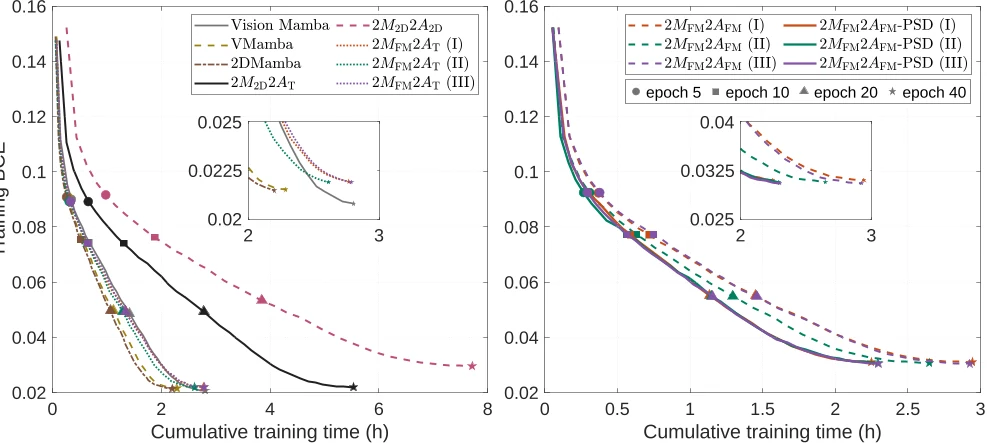 0.16
0.14
0.12
0.1
0.08
0.06
0.04
0.02
Training BCE
Vision Mamba
VMamba
2DMamba
2M2D2AT
2M2D2A2D
2MFM2AT (I)
2MFM2AT (II)
2MFM2AT (III)
0.025
0.0225
0.02
2 3
0 2 4 6 8
Cumulative training time (h)
0.16
0.14
0.12
0.1
0.08
0.06
0.04
0.02
2MFM2AFM (I)
2MFM2AFM (II)
2MFM2AFM (III)
2MFM2AFM-PSD (I)
2MFM2AFM-PSD (II)
2MFM2AFM-PSD (III)
epoch 5 epoch 10 epoch 20 epoch 40
0.04
0.0325
0.025
2 3
0 0.5 1 1.5 2 2.5 3
Cumulative training time (h)